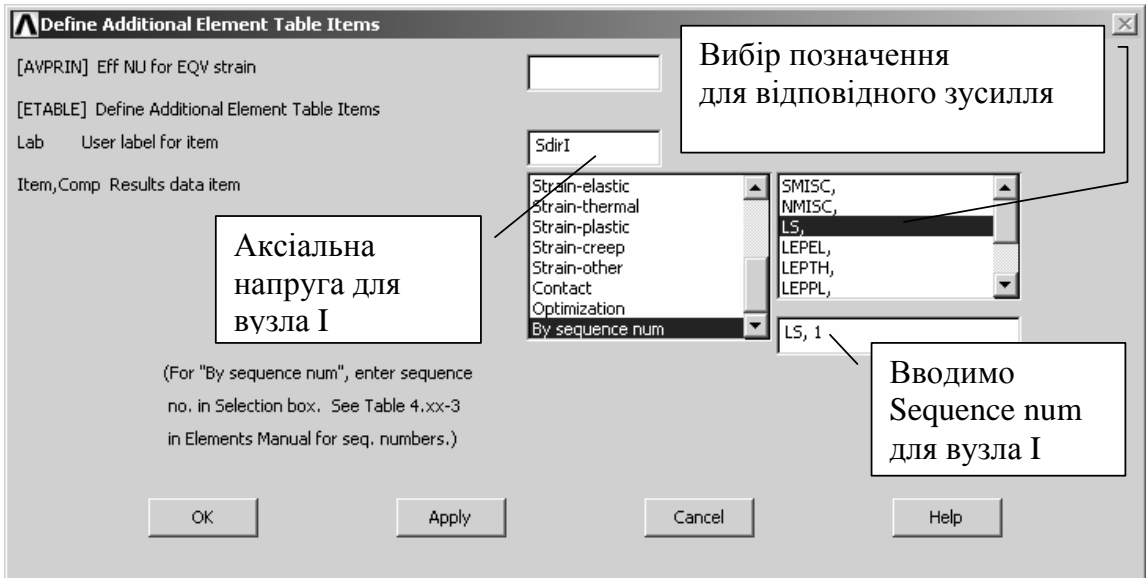 Define Additional Element Table Items
[AVPRIN] Eff NU for EQV strain
Вибір позначення
для відповідного зусилля
[ETABLE] Define Additional Element Table Items
Lab User label for item
SdirI
Item,Comp Results data item
Strain-elastic
Strain-thermal
Strain-plastic
Strain-creep
Strain-other
Contact
Optimization
By sequence num
SMISC,
NMISC,
LS,
LEPEL,
LEPTH,
LEPPL,
LS, 1
Аксіальна
напруга для
вузла I
Вводимо
Sequence num
для вузла I
(For "By sequence num", enter sequence
no. in Selection box. See Table 4.xx-3
in Elements Manual for seq. numbers.)
OK
Apply
Cancel
Help